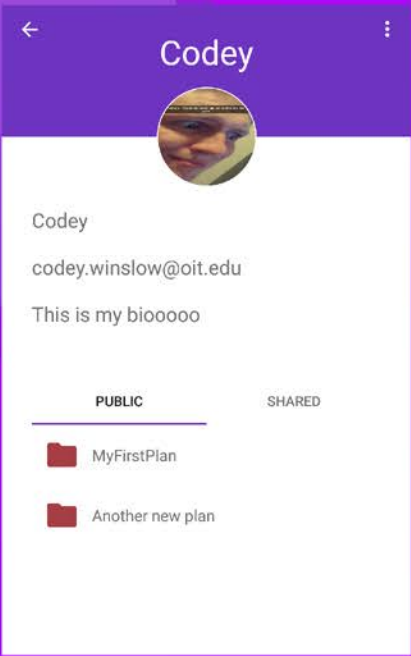 Codey
Codey
codey.winslow@oit.edu
This is my biooooo
PUBLIC SHARED
MyFirstPlan
Another new plan